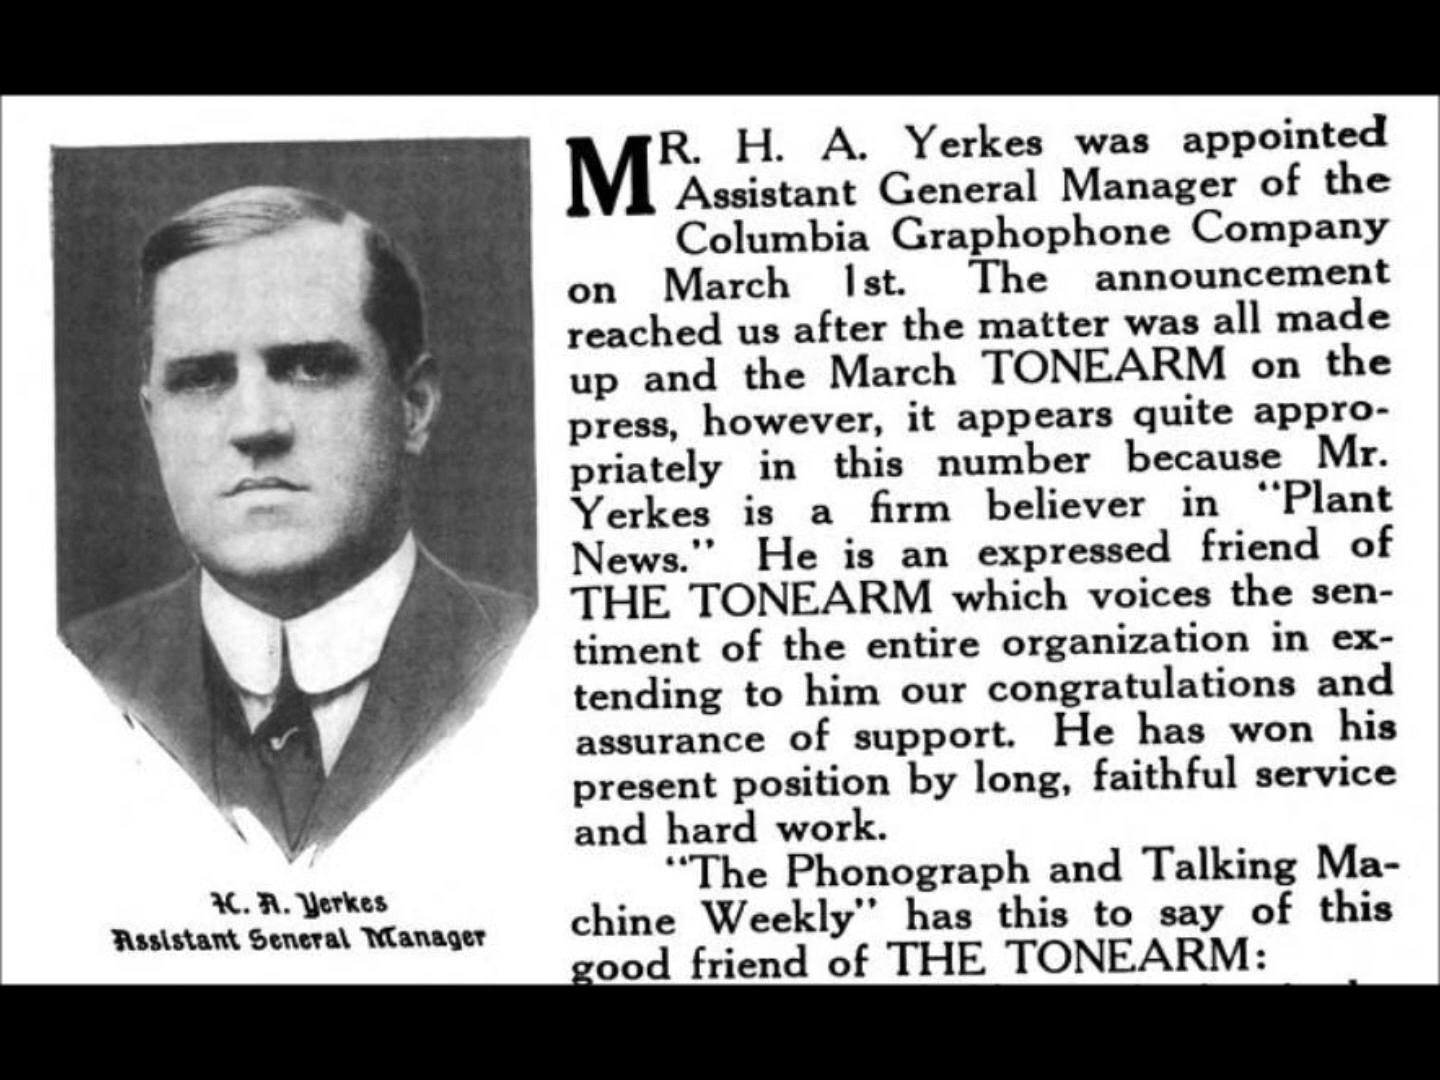 MR. H. A. Yerkes was appointed
Assistant General Manager of the
Columbia Graphophone Company
on March 1st. The announcement
reached us after the matter was all made
up and the March TONEARM on the
press, however, it appears quite appro-
priately in this number because Mr.
Yerkes is a firm believer in "Plant
News." He is an expressed friend of
THE TONEARM which voices the sen-
timent of the entire organization in ex-
tending to him our congratulations and
assurance of support. He has won his
present position by long, faithful service
and hard work.
"The Phonograph and Talking Ma-
chine Weekly" has this to say of this
good friend of THE TONEARM:
H. A. Yerkes
Assistant General Manager